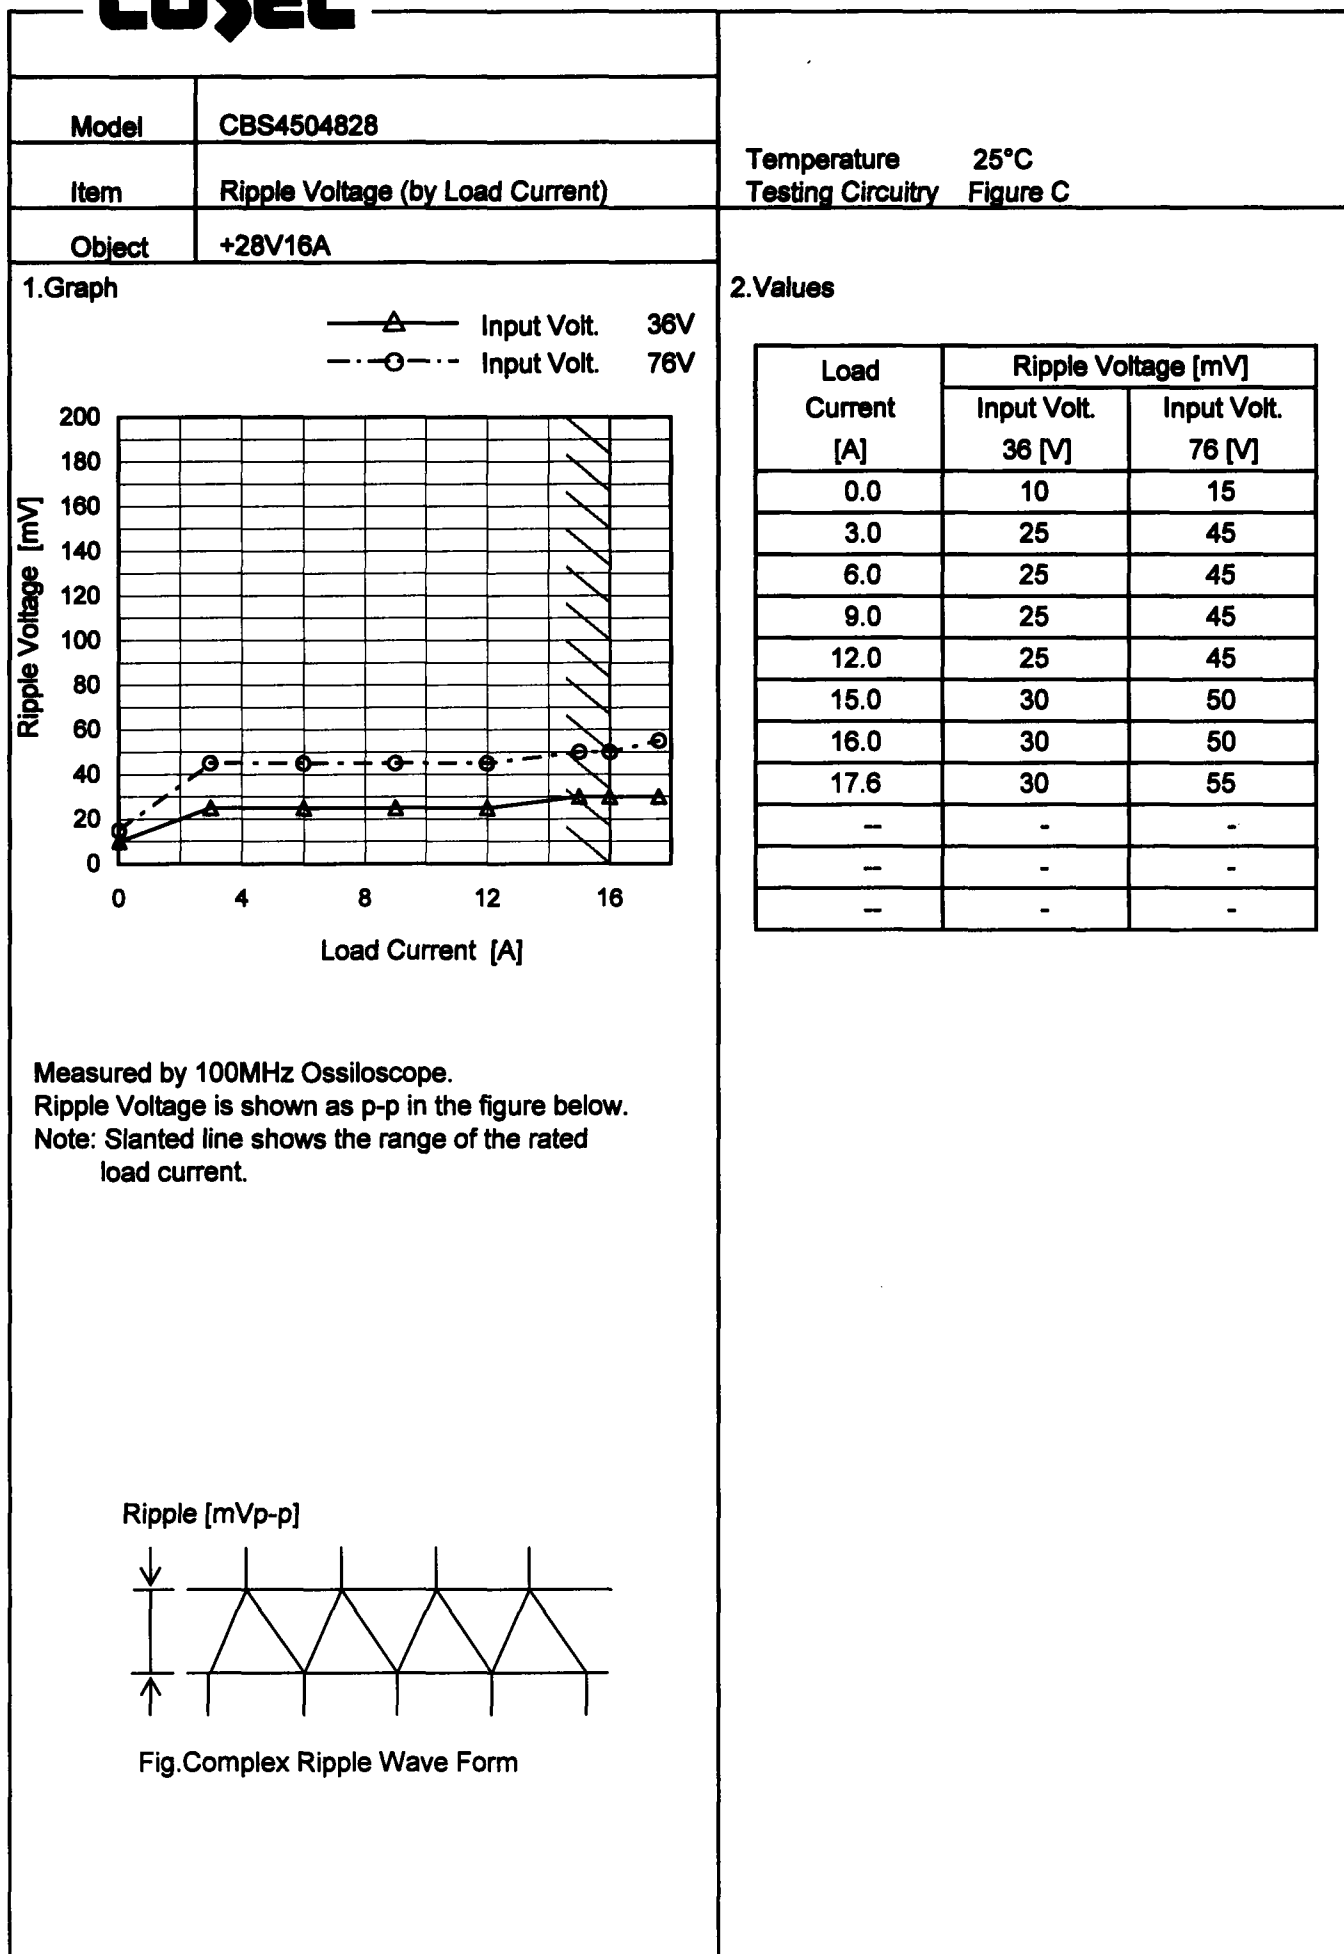 COSEL
Model CBS4504828
Item Ripple Voltage (by Load Current)
Object +28V16A
Temperature 25°C
Testing Circuitry Figure C
1.Graph
Input Volt. 36V
Input Volt. 76V
Ripple Voltage [mV]
200
180
160
140
120
100
80
60
40
20
0
0 4 8 12 16
Load Current [A]
Measured by 100MHz Ossiloscope.
Ripple Voltage is shown as p-p in the figure below.
Note: Slanted line shows the range of the rated
load current.
Ripple [mVp-p]
Fig.Complex Ripple Wave Form
2.Values
Load Ripple Voltage [mV]
Current Input Volt. Input Volt.
[A] 36 [V] 76 [V]
0.0 10 15
3.0 25 45
6.0 25 45
9.0 25 45
12.0 25 45
15.0 30 50
16.0 30 50
17.6 30 55
-- - -
-- - -
-- - -